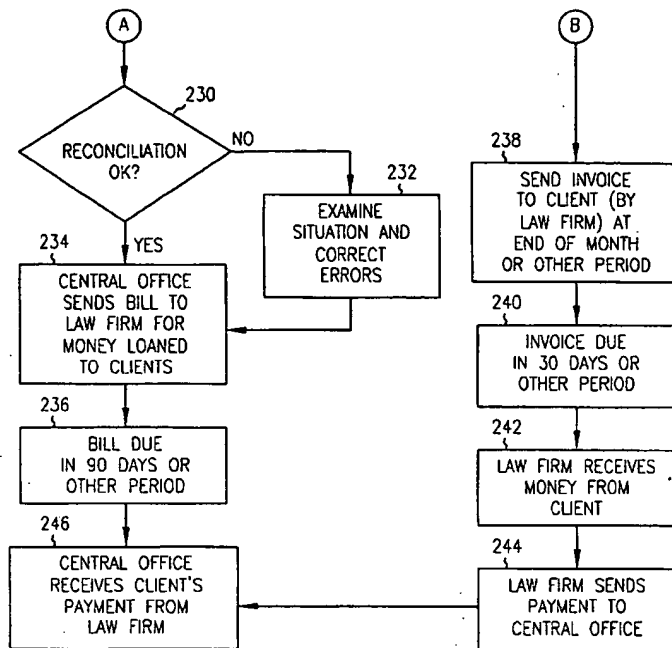 A
230
RECONCILIATION
OK?
NO
YES
232
EXAMINE
SITUATION AND
CORRECT
ERRORS
234
CENTRAL OFFICE
SENDS BILL TO
LAW FIRM FOR
MONEY LOANED
TO CLIENTS
236
BILL DUE
IN 90 DAYS OR
OTHER PERIOD
246
CENTRAL OFFICE
RECEIVES CLIENT'S
PAYMENT FROM
LAW FIRM
B
238
SEND INVOICE
TO CLIENT (BY
LAW FIRM) AT
END OF MONTH
OR OTHER PERIOD
240
INVOICE DUE
IN 30 DAYS OR
OTHER PERIOD
242
LAW FIRM RECEIVES
MONEY FROM
CLIENT
244
LAW FIRM SENDS
PAYMENT TO
CENTRAL OFFICE